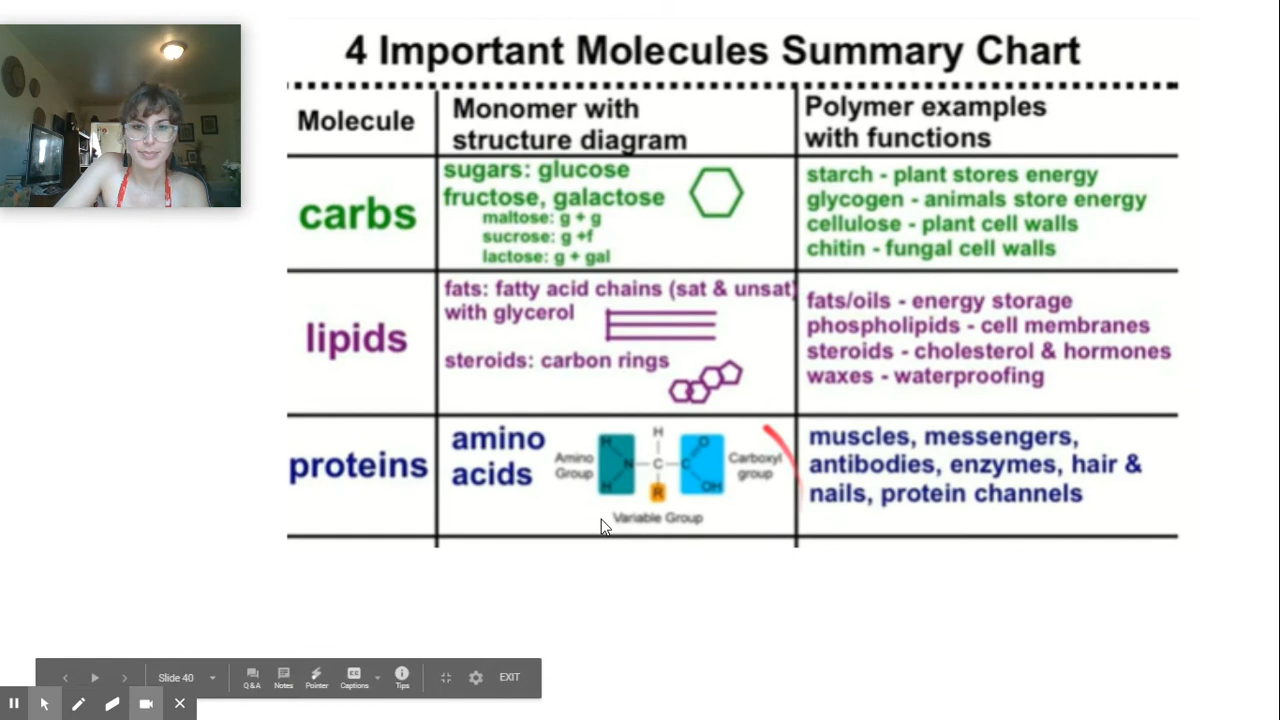 4 Important Molecules Summary Chart
Molecule
Monomer with
structure diagram
Polymer examples
with functions
carbs
sugars: glucose
fructose, galactose
maltose: g + g
sucrose: g +f
lactose: g + gal
starch - plant stores energy
glycogen - animals store energy
cellulose - plant cell walls
chitin - fungal cell walls
lipids
fats: fatty acid chains (sat & unsat)
with glycerol
steroids: carbon rings
fats/oils - energy storage
phospholipids - cell membranes
steroids - cholesterol & hormones
waxes - waterproofing
proteins
amino
acids
Amino
Group
H
H
N
H
C
R
C
O
OH
Carboxyl
group
Variable Group
muscles, messengers,
antibodies, enzymes, hair &
nails, protein channels
Slide 40
Q&A
Notes
Pointer
CC
Captions
Tips
EXIT